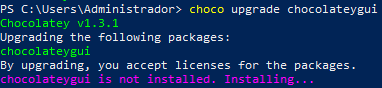 PS C:\Users\Administrador> choco upgrade chocolateygui
Chocolatey v1.3.1
Upgrading the following packages:
chocolateygui
By upgrading, you accept licenses for the packages.
chocolateygui is not installed. Installing...